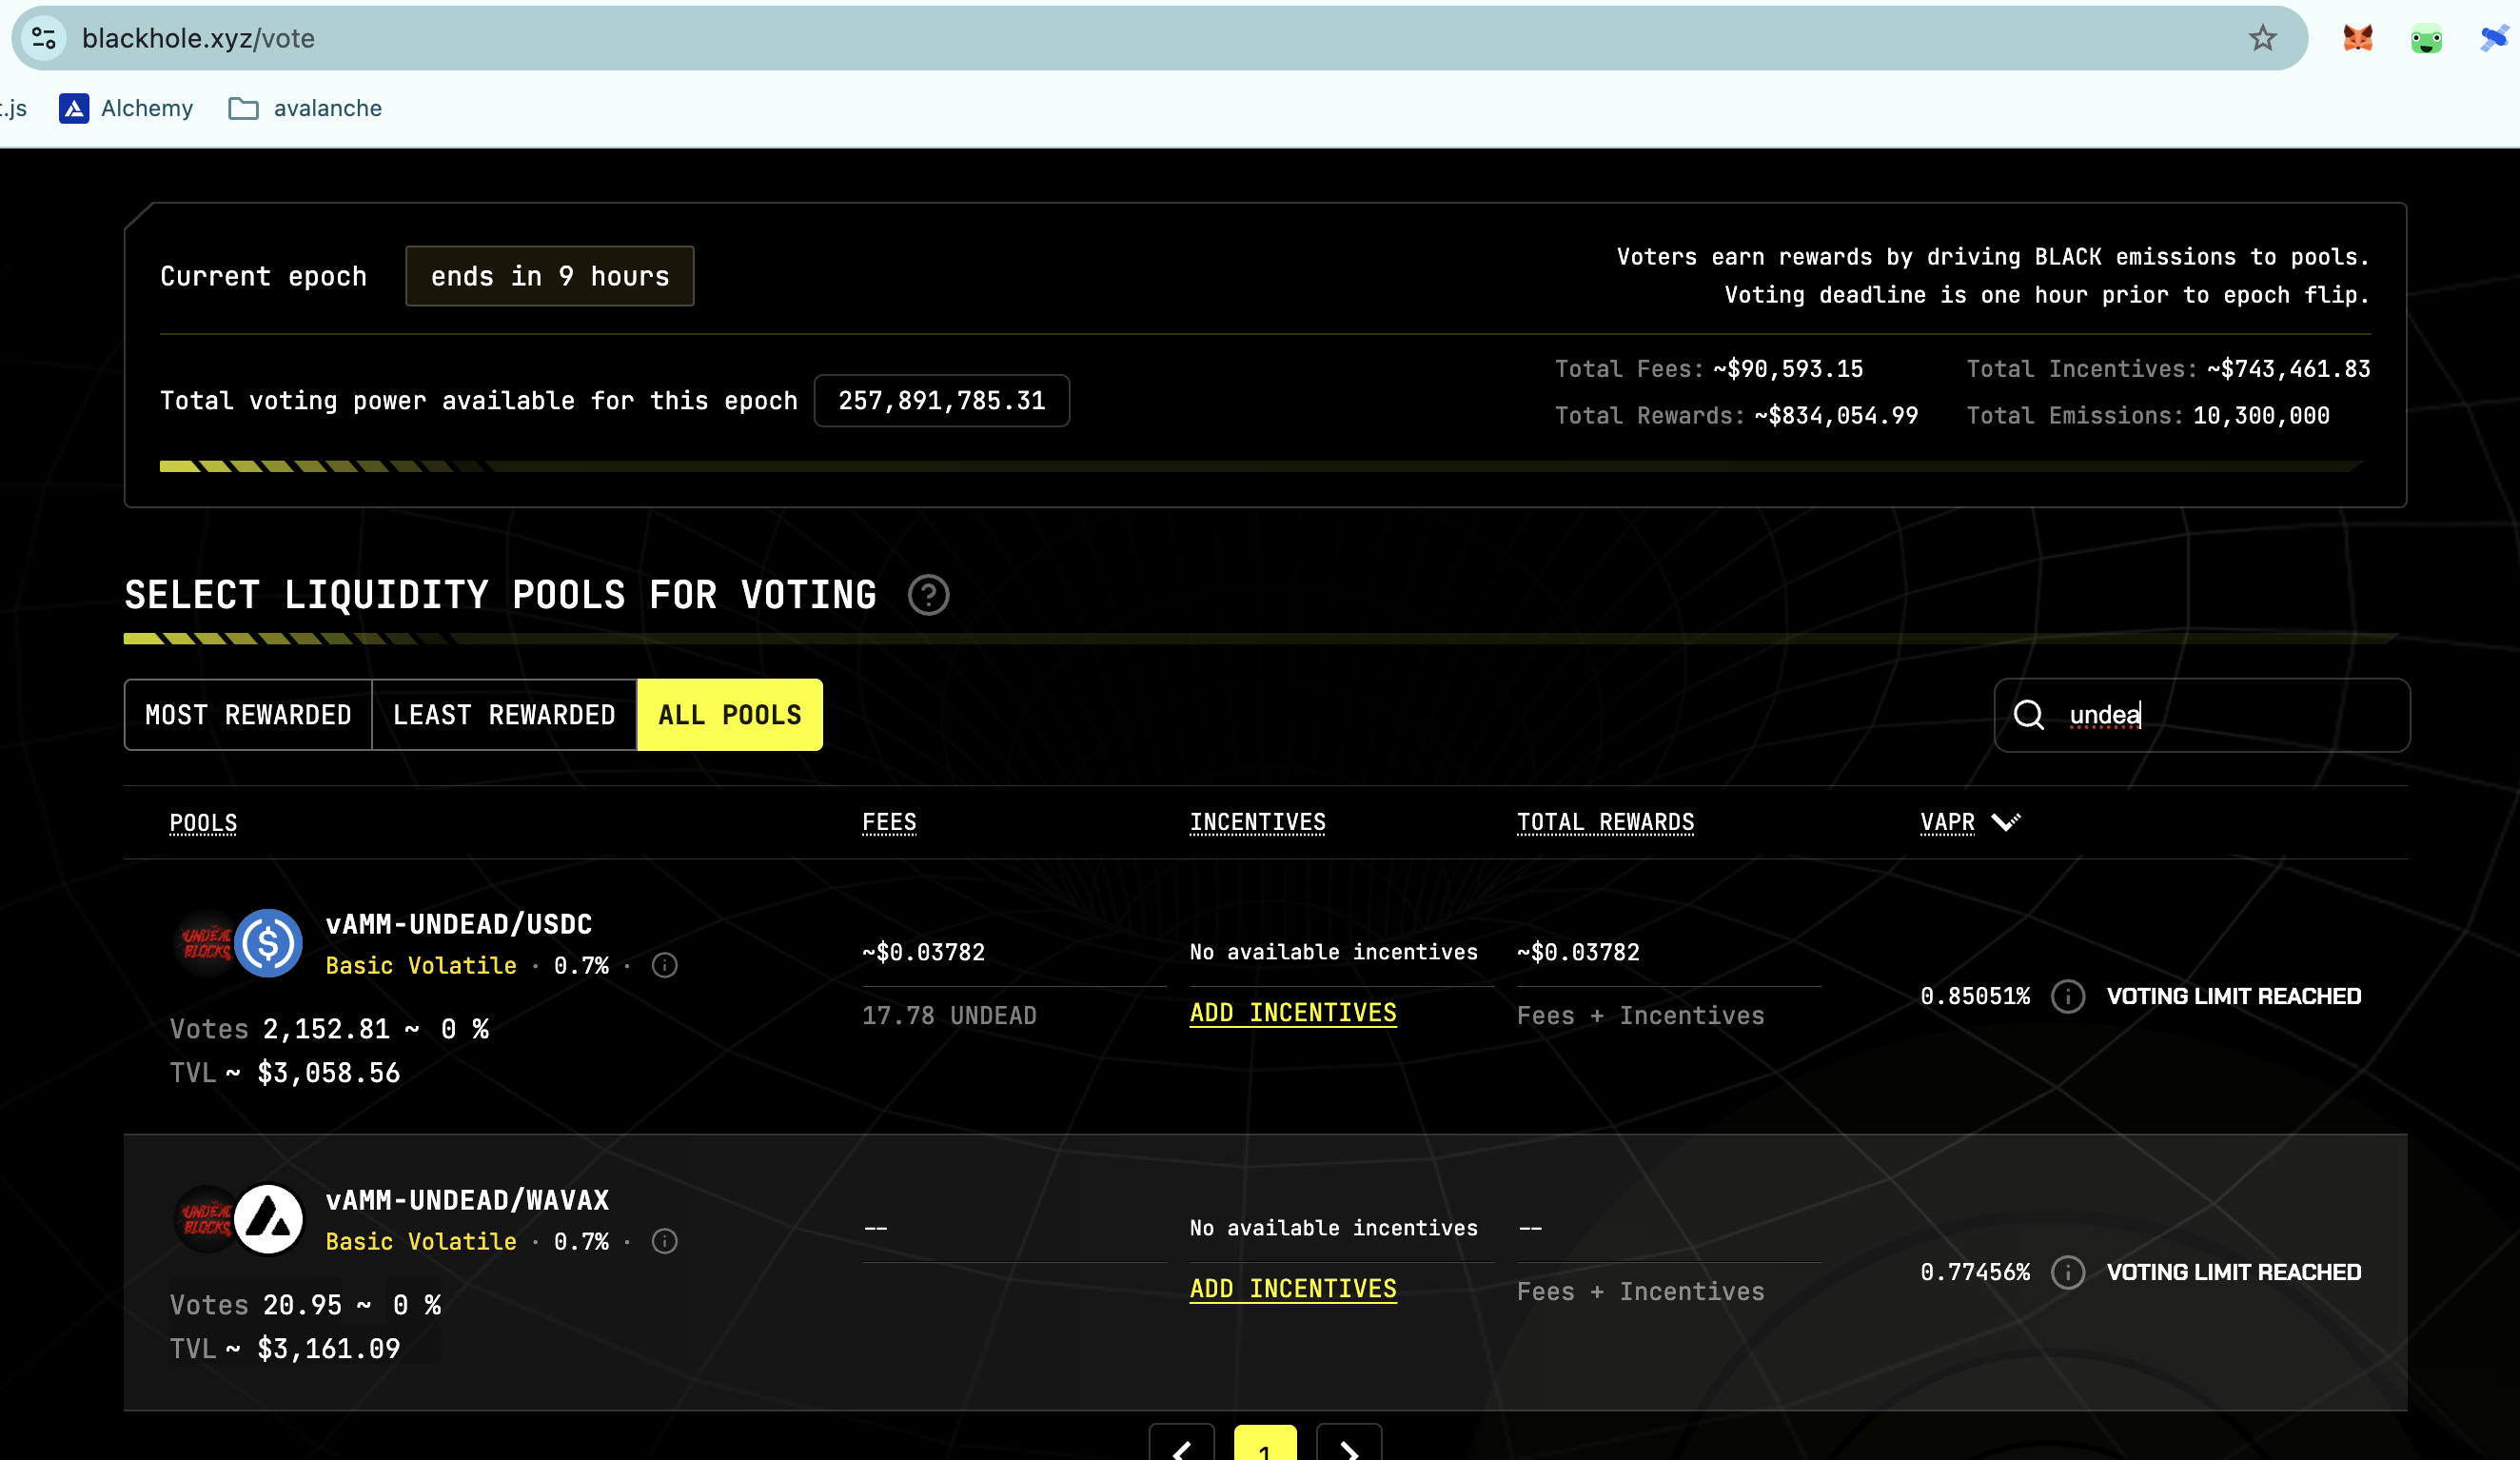 blackhole.xyz/vote
t.js Alchemy avalanche
Current epoch ends in 9 hours
Voters earn rewards by driving BLACK emissions to pools.
Voting deadline is one hour prior to epoch flip.
Total voting power available for this epoch 257,891,785.31
Total Fees: ~$90,593.15 Total Incentives: ~$743,461.83
Total Rewards: ~$834,054.99 Total Emissions: 10,300,000
SELECT LIQUIDITY POOLS FOR VOTING ?
MOST REWARDED LEAST REWARDED ALL POOLS
undea
POOLS FEES INCENTIVES TOTAL REWARDS VAPR
UNDEAD BLOCKS
vAMM-UNDEAD/USDC
Basic Volatile · 0.7% ·
Votes 2,152.81 ~ 0 %
TVL ~ $3,058.56
~$0.03782
17.78 UNDEAD
No available incentives
ADD INCENTIVES
~$0.03782
Fees + Incentives
0.85051% VOTING LIMIT REACHED
UNDEAD BLOCKS
vAMM-UNDEAD/WAVAX
Basic Volatile · 0.7% ·
Votes 20.95 ~ 0 %
TVL ~ $3,161.09
--
No available incentives
ADD INCENTIVES
--
Fees + Incentives
0.77456% VOTING LIMIT REACHED
1